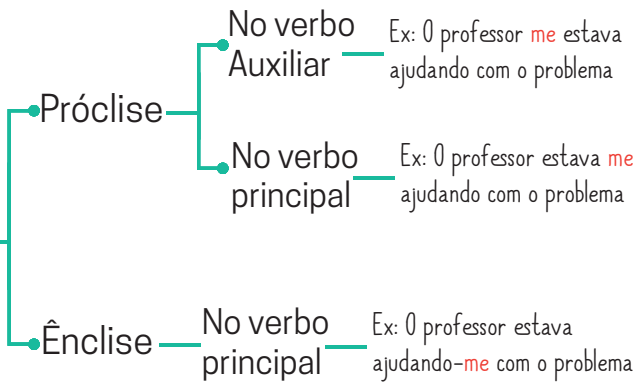 Próclise
No verbo
Auxiliar
Ex: O professor me estava
ajudando com o problema
No verbo
principal
Ex: O professor estava me
ajudando com o problema
Ênclise
No verbo
principal
Ex: O professor estava
ajudando-me com o problema